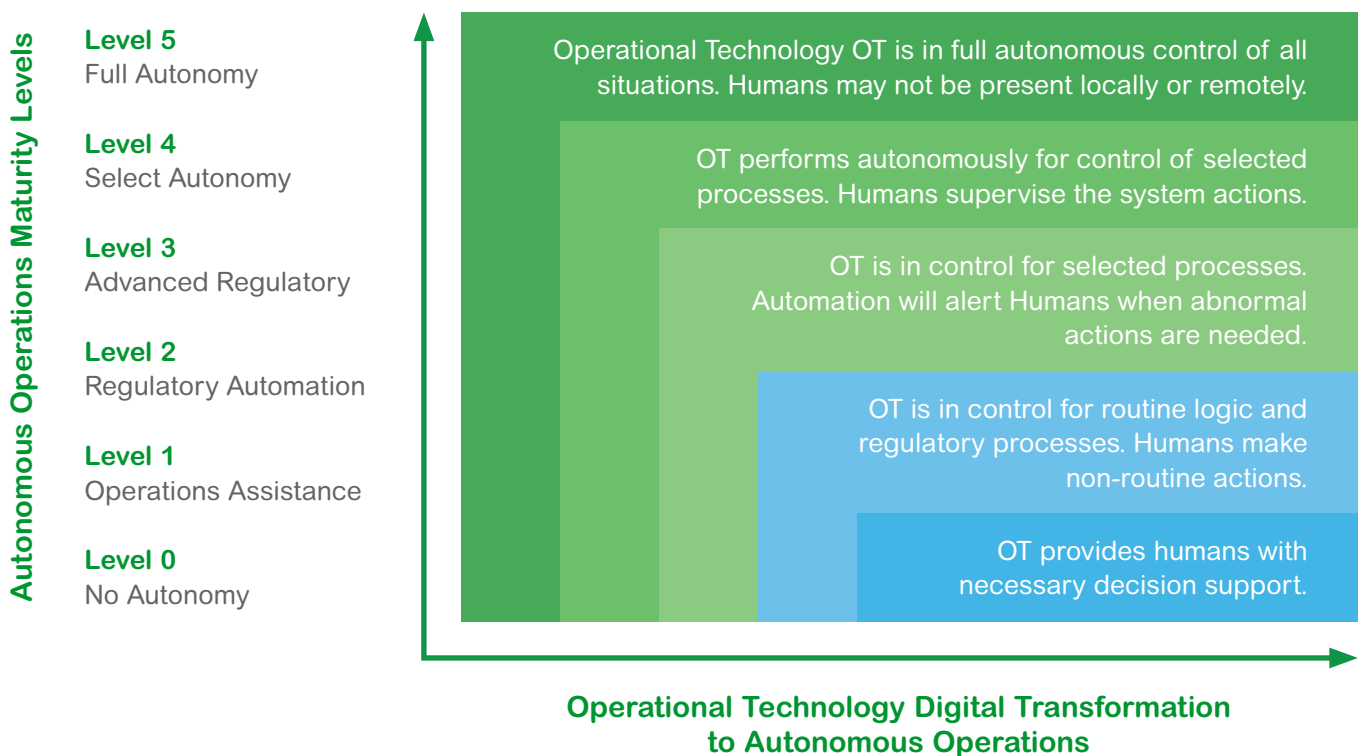 Autonomous Operations Maturity Levels
Level 5
Full Autonomy
Level 4
Select Autonomy
Level 3
Advanced Regulatory
Level 2
Regulatory Automation
Level 1
Operations Assistance
Level 0
No Autonomy
Operational Technology OT is in full autonomous control of all
situations. Humans may not be present locally or remotely.
OT performs autonomously for control of selected
processes. Humans supervise the system actions.
OT is in control for selected processes.
Automation will alert Humans when abnormal
actions are needed.
OT is in control for routine logic and
regulatory processes. Humans make
non-routine actions.
OT provides humans with
necessary decision support.
Operational Technology Digital Transformation
to Autonomous Operations